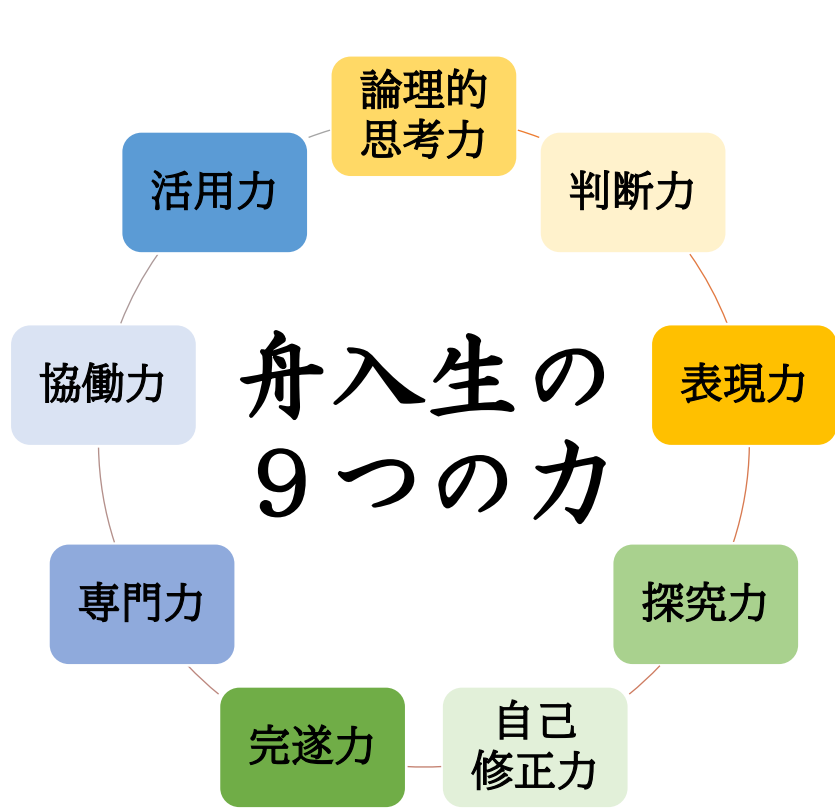 論理的
思考力
判断力
表現力
探究力
自己
修正力
完遂力
専門力
協働力
活用力
舟入生の
９つの力